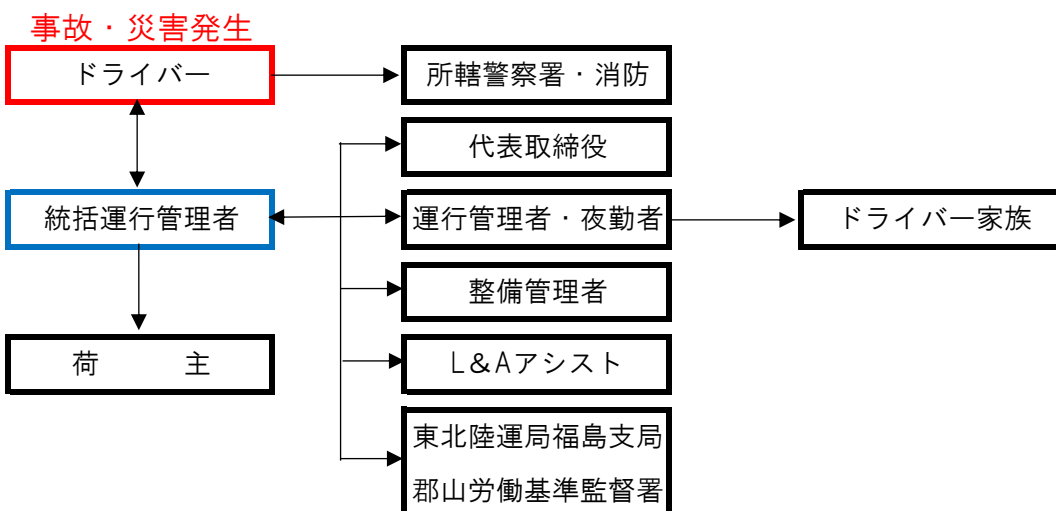 事故・災害発生
ドライバー
所轄警察署・消防
代表取締役
統括運行管理者
運行管理者・夜勤者
ドライバー家族
整備管理者
荷　　　主
L&Aアシスト
東北陸運局福島支局
郡山労働基準監督署